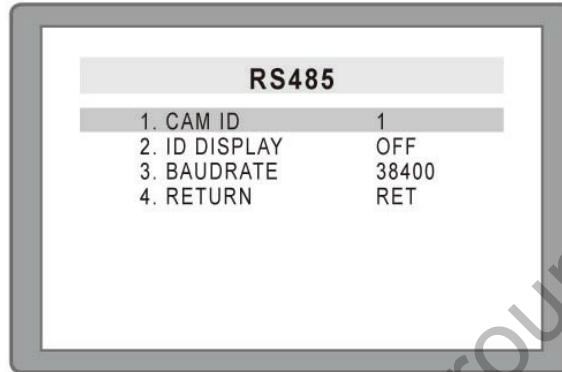 RS485
1. CAM ID 1
2. ID DISPLAY OFF
3. BAUDRATE 38400
4. RETURN RET